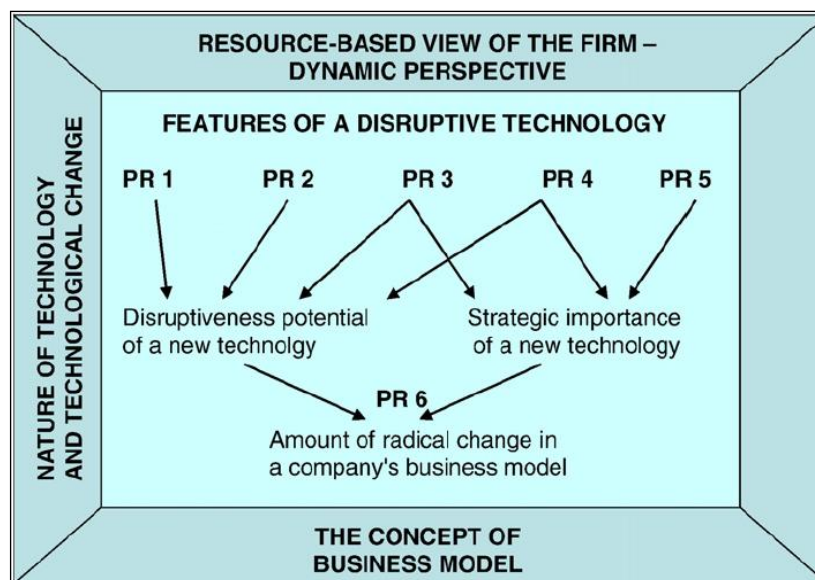 RESOURCE-BASED VIEW OF THE FIRM –
DYNAMIC PERSPECTIVE
NATURE OF TECHNOLOGY
AND TECHNOLOGICAL CHANGE
FEATURES OF A DISRUPTIVE TECHNOLOGY
PR 1 PR 2 PR 3 PR 4 PR 5
Disruptiveness potential
of a new technolgy
Strategic importance
of a new technology
PR 6
Amount of radical change in
a company's business model
THE CONCEPT OF
BUSINESS MODEL